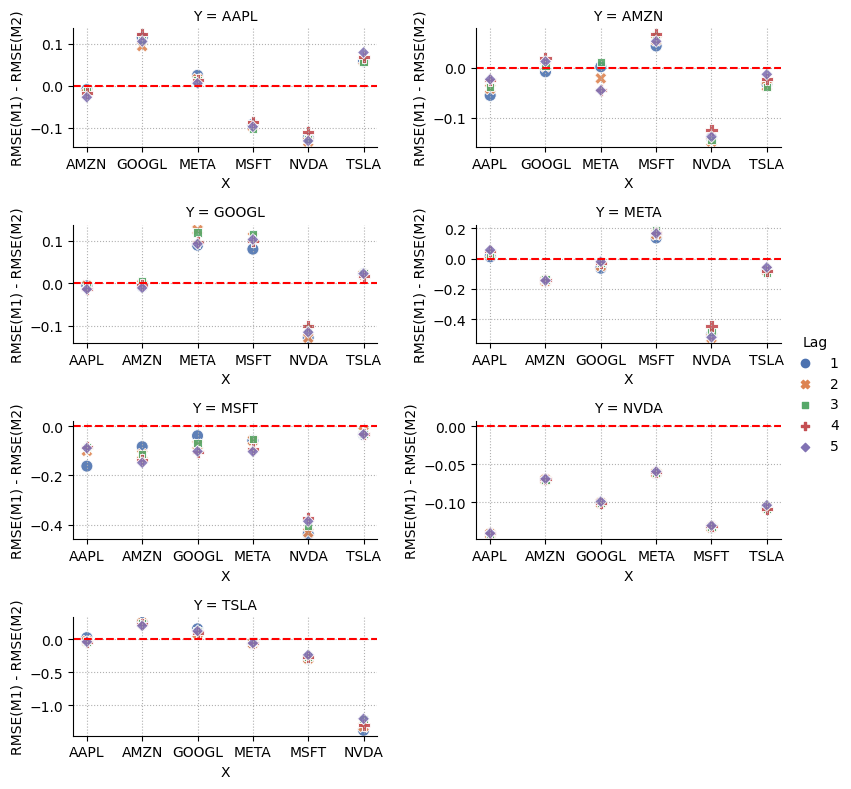 Y = AAPL
RMSE(M1) - RMSE(M2)
0.1
0.0
−0.1
AMZN GOOGL META MSFT NVDA TSLA
X
Y = AMZN
RMSE(M1) - RMSE(M2)
0.0
−0.1
AAPL GOOGL META MSFT NVDA TSLA
X
Y = GOOGL
RMSE(M1) - RMSE(M2)
0.1
0.0
−0.1
AAPL AMZN META MSFT NVDA TSLA
X
Y = META
RMSE(M1) - RMSE(M2)
0.2
0.0
−0.2
−0.4
AAPL AMZN GOOGL MSFT NVDA TSLA
X
Lag
1
2
3
4
5
Y = MSFT
RMSE(M1) - RMSE(M2)
0.0
−0.2
−0.4
AAPL AMZN GOOGL META NVDA TSLA
X
Y = NVDA
RMSE(M1) - RMSE(M2)
0.00
−0.05
−0.10
AAPL AMZN GOOGL META MSFT TSLA
X
Y = TSLA
RMSE(M1) - RMSE(M2)
0.0
−0.5
−1.0
AAPL AMZN GOOGL META MSFT NVDA
X